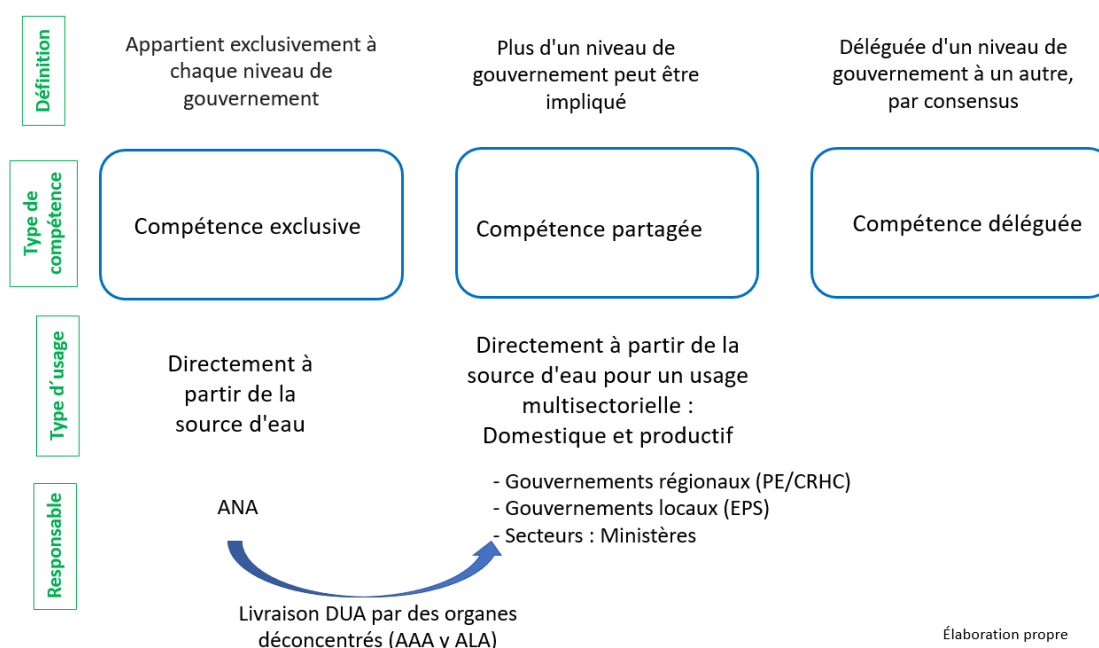 Définition
Appartient exclusivement à
chaque niveau de
gouvernement
Plus d'un niveau de
gouvernement peut être
impliqué
Déléguée d'un niveau de
gouvernement à un autre,
par consensus
Type de
compétence
Compétence exclusive
Compétence partagée
Compétence déléguée
Type d´usage
Directement à
partir de la
source d'eau
Directement à partir de la
source d'eau pour un usage
multisectorielle :
Domestique et productif
Responsable
ANA
- Gouvernements régionaux (PE/CRHC)
- Gouvernements locaux (EPS)
- Secteurs : Ministères
Livraison DUA par des organes
déconcentrés (AAA y ALA)
Élaboration propre